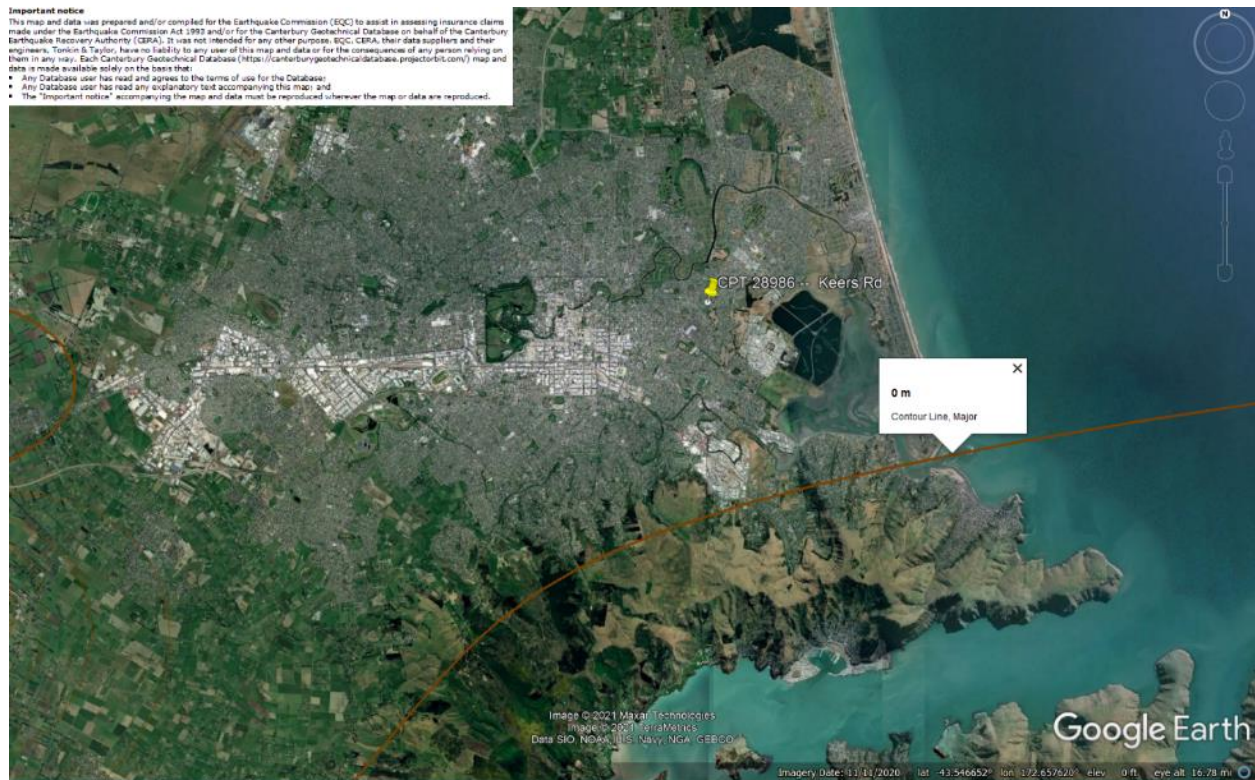 Important notice
This map and data was prepared and/or compiled for the Earthquake Commission (EQC) to assist in assessing insurance claims
made under the Earthquake Commission Act 1993 and/or for the Canterbury Geotechnical Database on behalf of the Canterbury
Earthquake Recovery Authority (CERA). It was not intended for any other purpose. EQC, CERA, their data suppliers and their
engineers, Tonkin & Taylor, have no liability to any user of this map and data or for the consequences of any person relying on
them in any way. Each Canterbury Geotechnical Database (https://canterburygeotechnicaldatabase.projectorbit.com/) map and
data is made available solely on the basis that:
▪ Any Database user has read and agrees to the terms of use for the Database;
▪ Any Database user has read any explanatory text accompanying this map; and
▪ The "Important notice" accompanying the map and data must be reproduced wherever the map or data are reproduced.
N
CPT 28986 -- Keers Rd
0 m
Contour Line, Major
Image © 2021 Maxar Technologies
Image © 2021 TerraMetrics
Data SIO, NOAA, U.S. Navy, NGA, GEBCO
Google Earth
Imagery Date: 11/11/2020 lat -43.546652° lon 172.657620° elev 0 ft eye alt 16.78 mi